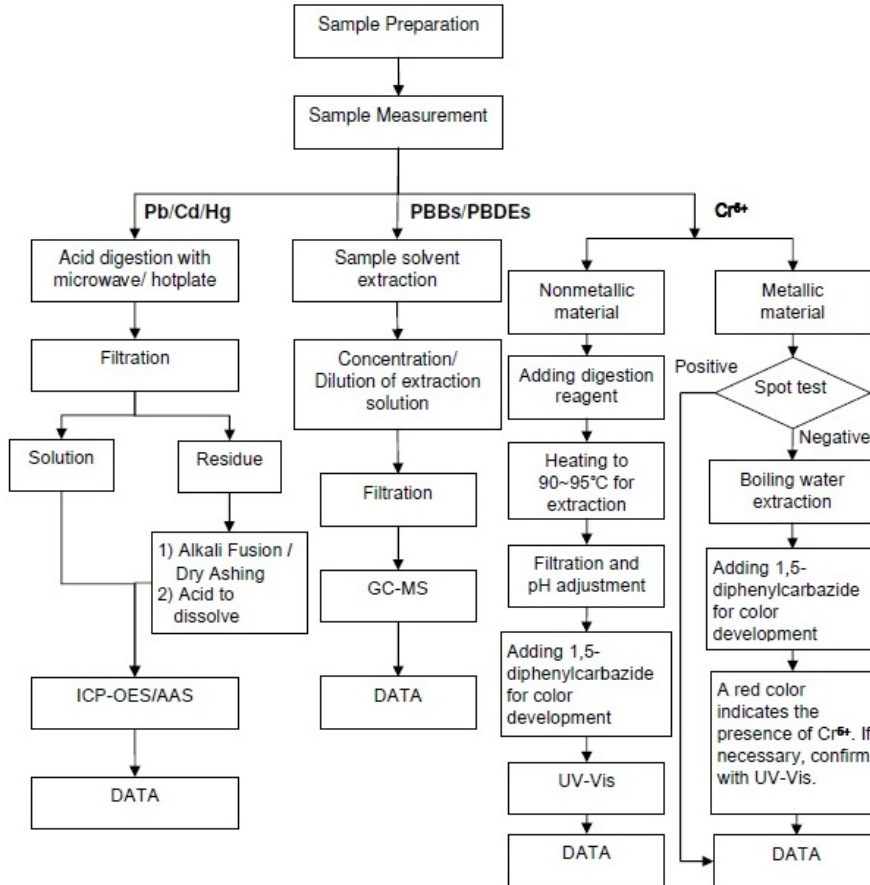 Sample Preparation
Sample Measurement
Pb/Cd/Hg
Acid digestion with
microwave/ hotplate
Filtration
Solution
Residue
1) Alkali Fusion /
Dry Ashing
2) Acid to
dissolve
ICP-OES/AAS
DATA
PBBs/PBDEs
Sample solvent
extraction
Concentration/
Dilution of extraction
solution
Filtration
GC-MS
DATA
Cr⁶⁺
Nonmetallic
material
Adding digestion
reagent
Heating to
90~95°C for
extraction
Filtration and
pH adjustment
Adding 1,5-
diphenylcarbazide
for color
development
UV-Vis
DATA
Metallic
material
Positive
Spot test
Negative
Boiling water
extraction
Adding 1,5-
diphenylcarbazide
for color
development
A red color
indicates the
presence of Cr⁶⁺. If
necessary, confirm
with UV-Vis.
DATA